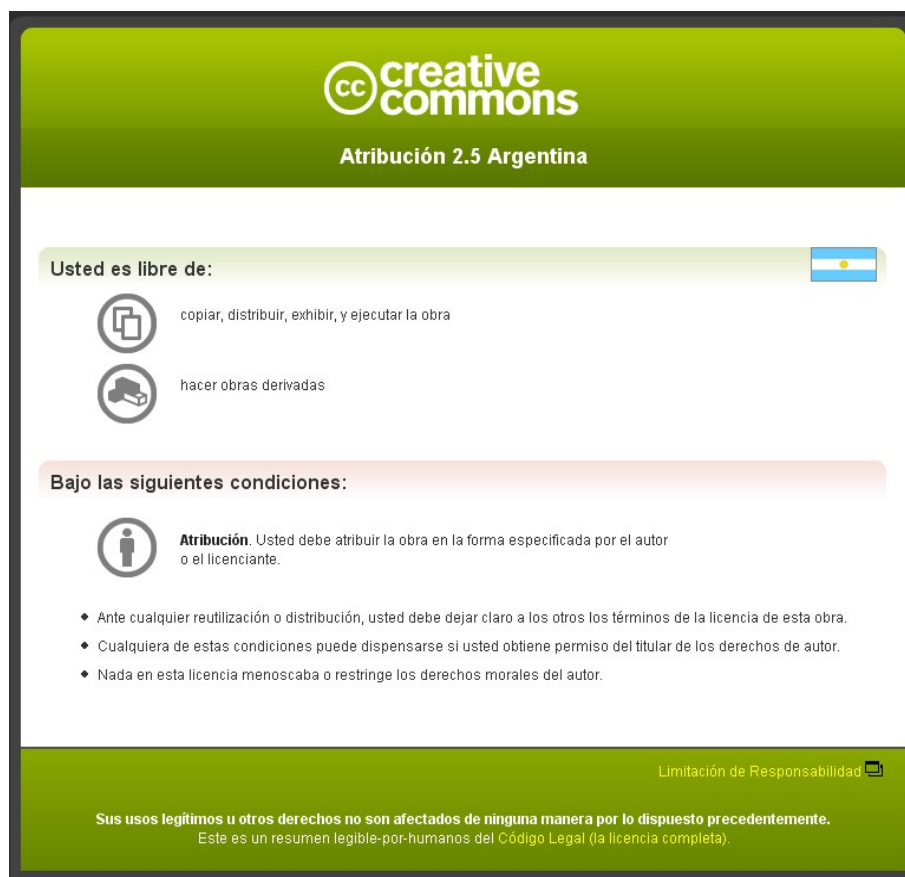 cc creative
commons
Atribución 2.5 Argentina
Usted es libre de:
copiar, distribuir, exhibir, y ejecutar la obra
hacer obras derivadas
Bajo las siguientes condiciones:
Atribución. Usted debe atribuir la obra en la forma especificada por el autor
o el licenciante.
Ante cualquier reutilización o distribución, usted debe dejar claro a los otros los términos de la licencia de esta obra.
Cualquiera de estas condiciones puede dispensarse si usted obtiene permiso del titular de los derechos de autor.
Nada en esta licencia menoscaba o restringe los derechos morales del autor.
Limitación de Responsabilidad
Sus usos legítimos u otros derechos no son afectados de ninguna manera por lo dispuesto precedentemente.
Este es un resumen legible-por-humanos del Código Legal (la licencia completa).